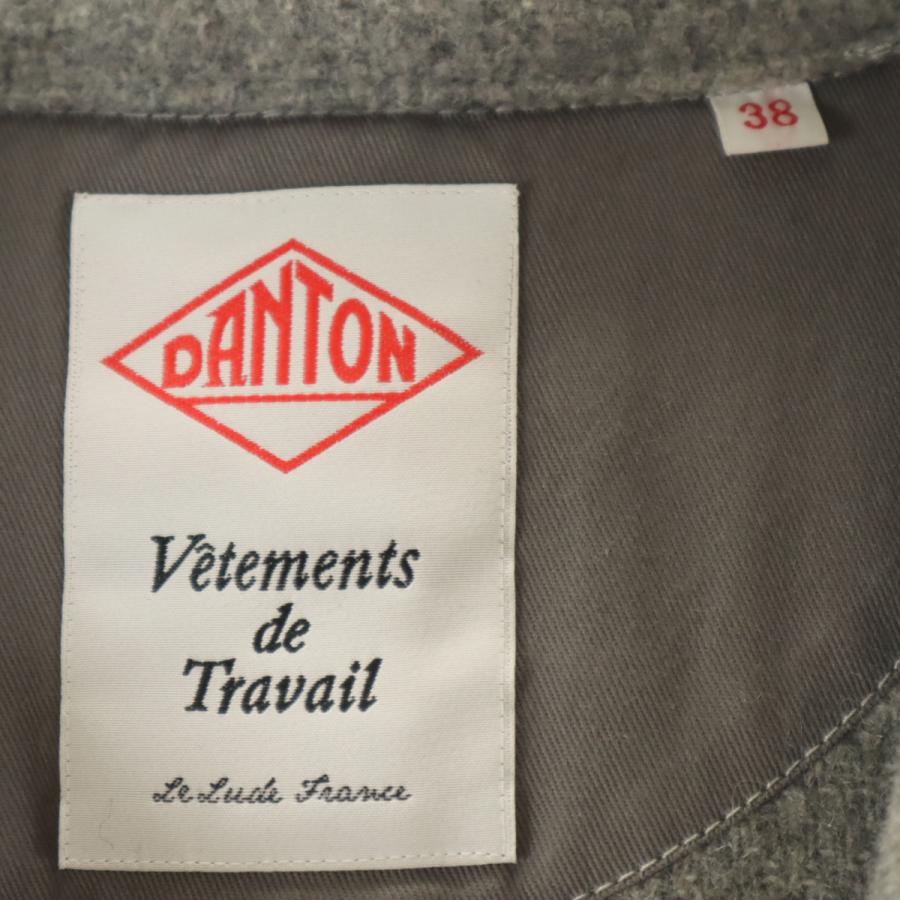 38
DANTON
Vêtements
de
Travail
Le Lude France